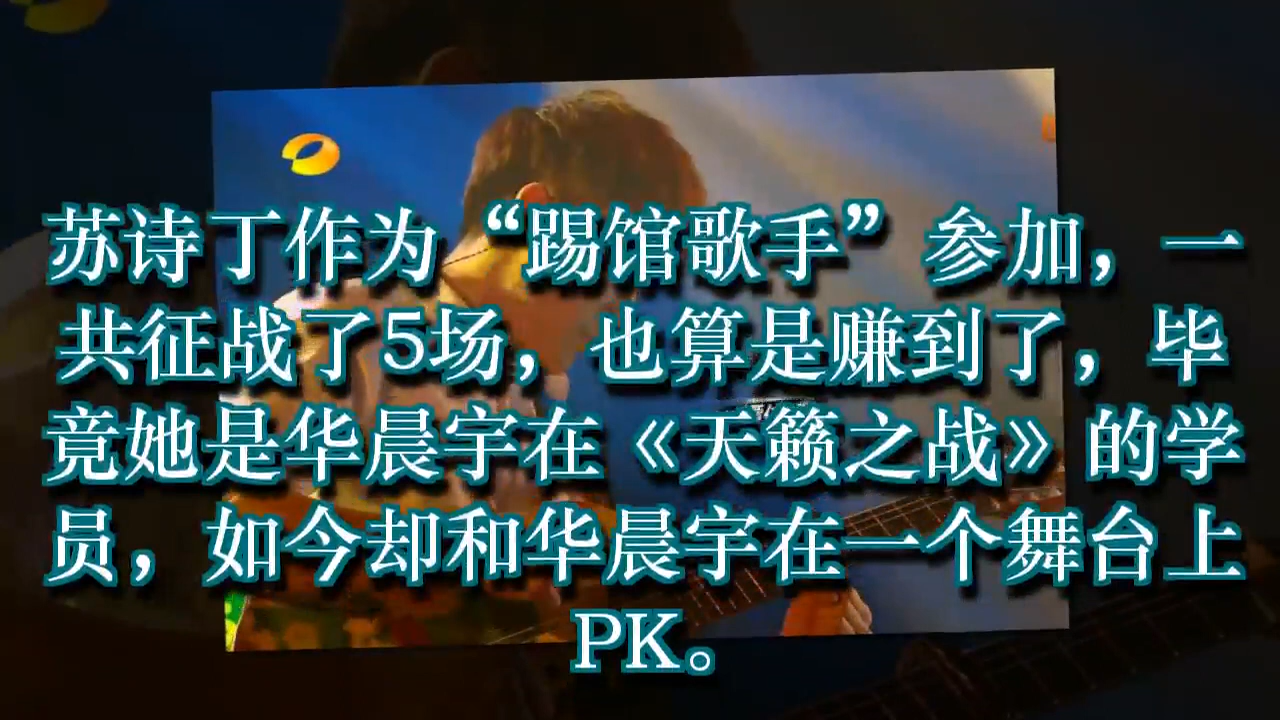 苏诗丁作为“踢馆歌手”参加，一
共征战了5场，也算是赚到了，毕
竟她是华晨宇在《天籁之战》的学
员，如今却和华晨宇在一个舞台上
PK。